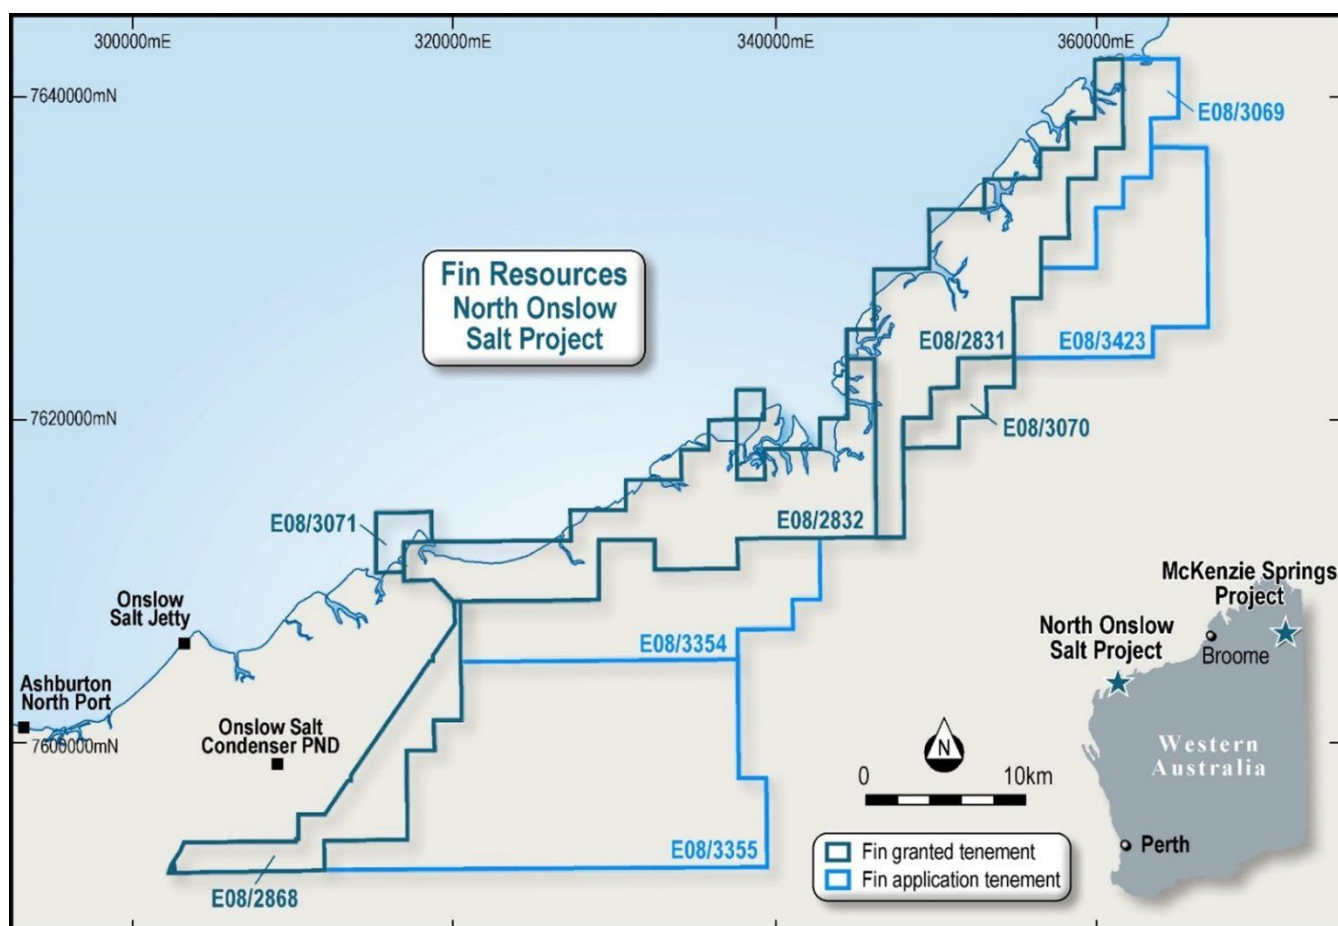 300000mE
320000mE
340000mE
360000mE
7640000mN
E08/3069
Fin Resources
North Onslow
Salt Project
E08/2831
E08/3423
7620000mN
E08/3070
E08/3071
E08/2832
Onslow
Salt Jetty
E08/3354
McKenzie Springs
Project
North Onslow
Salt Project
Broome
Ashburton
North Port
Onslow Salt
Condenser PND
7600000mN
N
0
10km
Western
Australia
E08/3355
Fin granted tenement
Fin application tenement
Perth
E08/2868